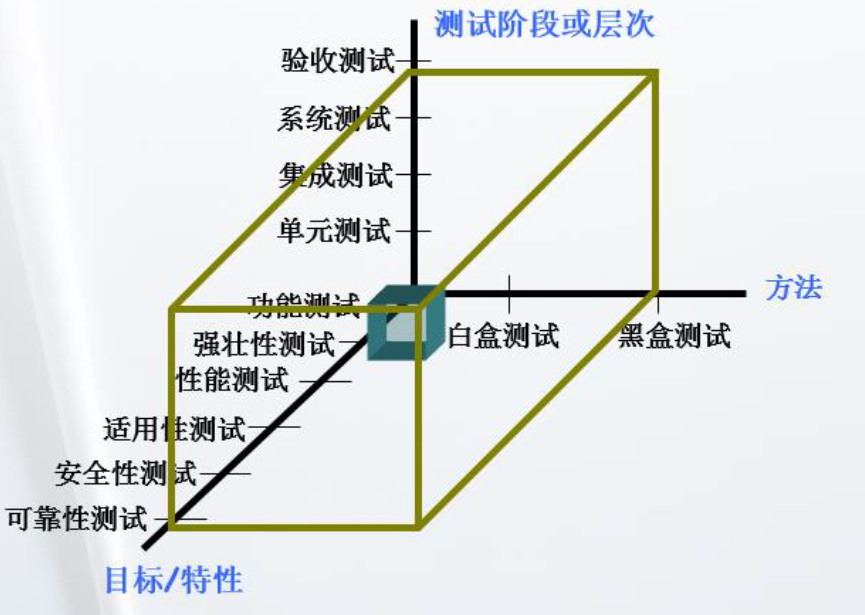 测试阶段或层次
验收测试
系统测试
集成测试
单元测试
方法
功能测试
白盒测试
黑盒测试
强壮性测试
性能测试
适用性测试
安全性测试
可靠性测试
目标/特性